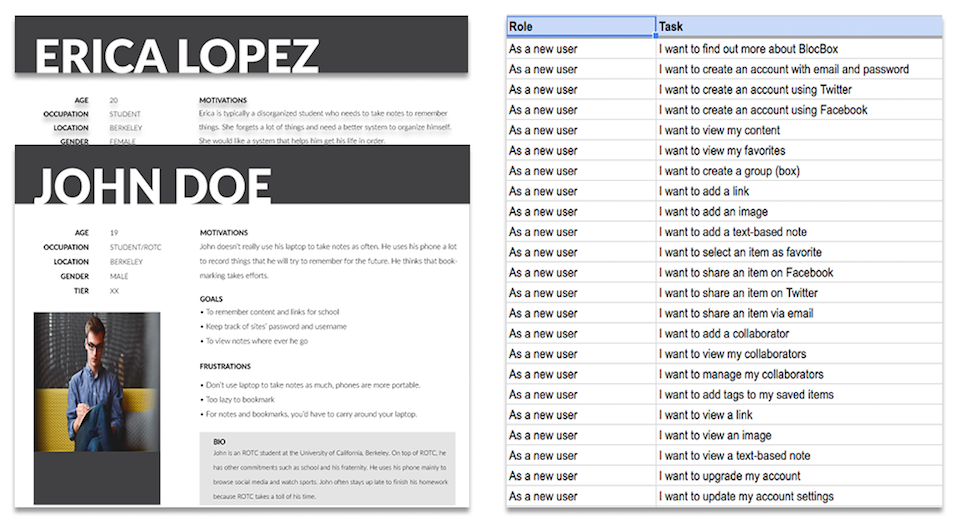 ERICA LOPEZ
AGE 20
OCCUPATION STUDENT
LOCATION BERKELEY
GENDER FEMALE
MOTIVATIONS
Erica is typically a disorganized student who needs to take notes to remember
things. She forgets a lot of things and need a better system to organize himself.
She would like a system that helps him get his life in order.
JOHN DOE
AGE 19
OCCUPATION STUDENT/ROTC
LOCATION BERKELEY
GENDER MALE
TIER XX
MOTIVATIONS
John doesn't really use his laptop to take notes as often. He uses his phone a lot
to record things that he will try to remember for the future. He thinks that book-
marking takes efforts.
GOALS
• To remember content and links for school
• Keep track of sites' password and username
• To view notes where ever he go
FRUSTRATIONS
• Don't use laptop to take notes as much, phones are more portable.
• Too lazy to bookmark
• For notes and bookmarks, you'd have to carry around your laptop.
BIO
John is an ROTC student at the University of California, Berkeley. On top of ROTC, he
has other commitments such as school and his fraternity. He uses his phone mainly to
browse social media and watch sports. John often stays up late to finish his homework
because ROTC takes a toll of his time.
Role Task
As a new user I want to find out more about BlocBox
As a new user I want to create an account with email and password
As a new user I want to create an account using Twitter
As a new user I want to create an account using Facebook
As a new user I want to view my content
As a new user I want to view my favorites
As a new user I want to create a group (box)
As a new user I want to add a link
As a new user I want to add an image
As a new user I want to add a text-based note
As a new user I want to select an item as favorite
As a new user I want to share an item on Facebook
As a new user I want to share an item on Twitter
As a new user I want to share an item via email
As a new user I want to add a collaborator
As a new user I want to view my collaborators
As a new user I want to manage my collaborators
As a new user I want to add tags to my saved items
As a new user I want to view a link
As a new user I want to view an image
As a new user I want to view a text-based note
As a new user I want to upgrade my account
As a new user I want to update my account settings